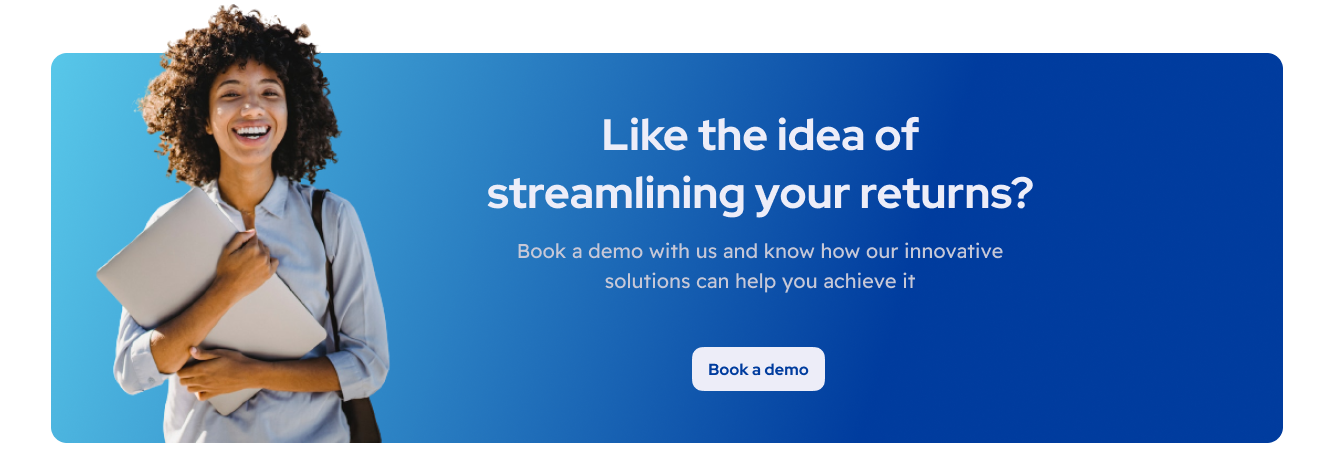 Like the idea of
streamlining your returns?
Book a demo with us and know how our innovative
solutions can help you achieve it
Book a demo